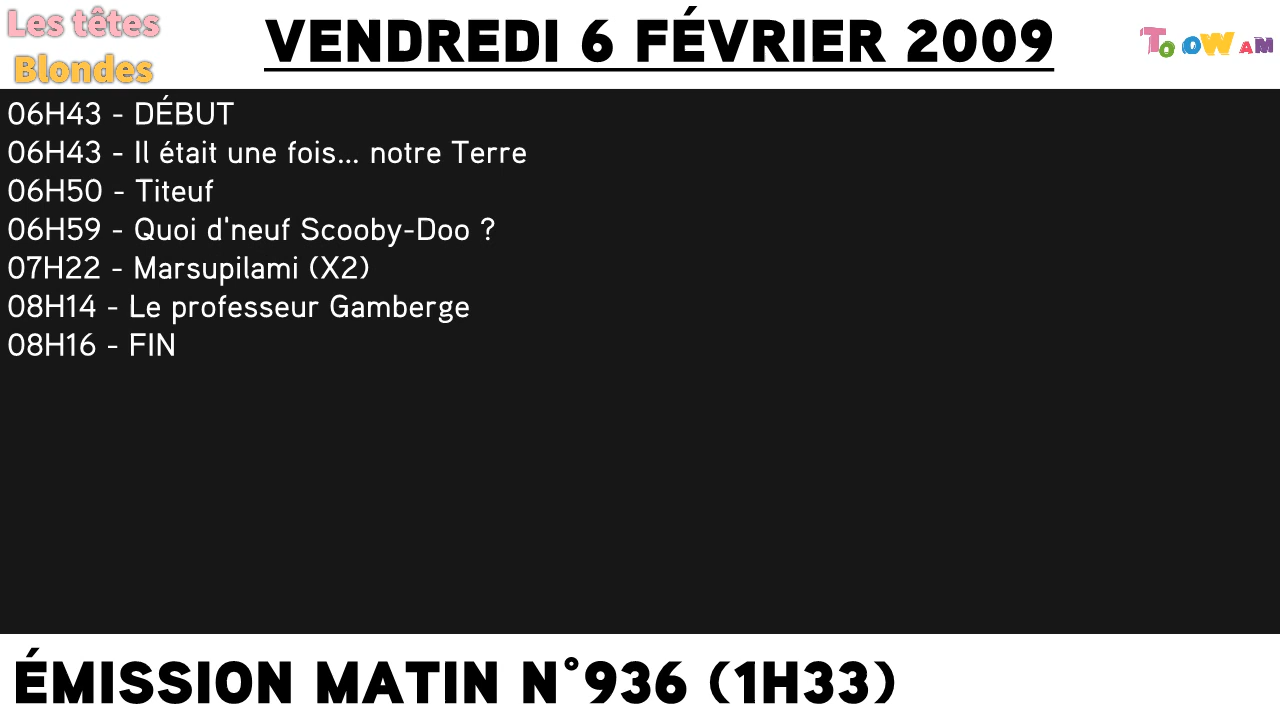 Les têtes
Blondes
VENDREDI 6 FÉVRIER 2009
TOOWAM
06H43 - DÉBUT
06H43 - Il était une fois... notre Terre
06H50 - Titeuf
06H59 - Quoi d'neuf Scooby-Doo ?
07H22 - Marsupilami (X2)
08H14 - Le professeur Gamberge
08H16 - FIN
ÉMISSION MATIN N°936 (1H33)